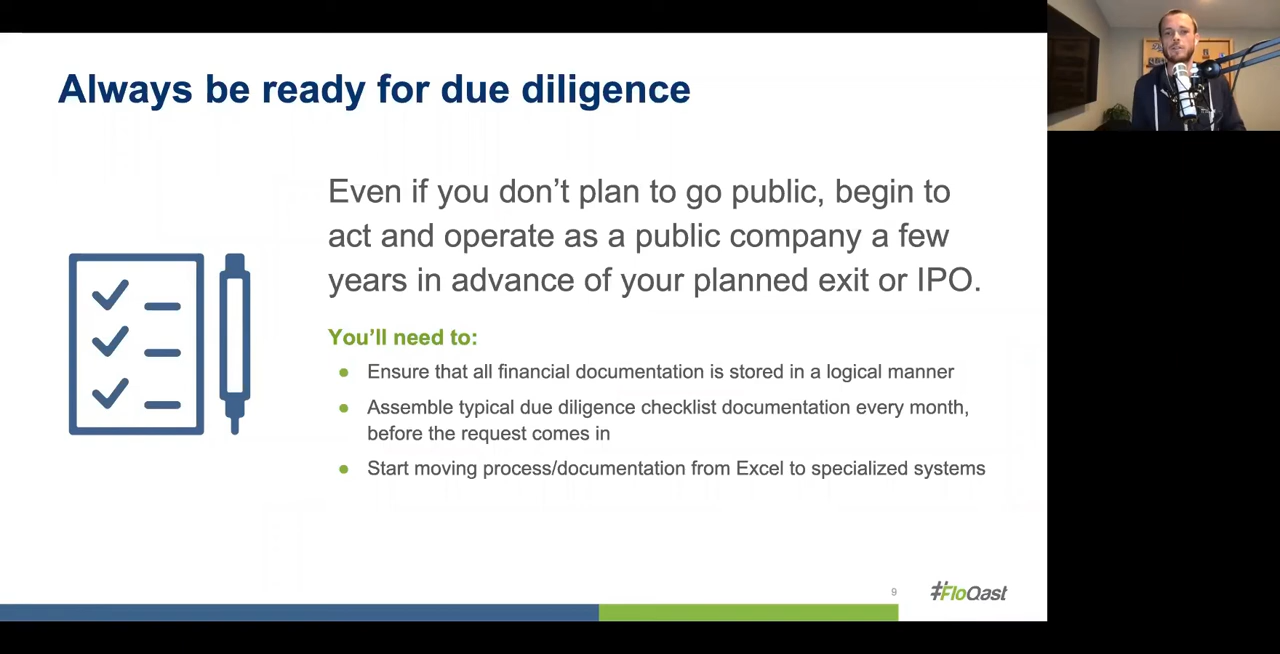 Always be ready for due diligence
Even if you don’t plan to go public, begin to
act and operate as a public company a few
years in advance of your planned exit or IPO.
You’ll need to:
● Ensure that all financial documentation is stored in a logical manner
● Assemble typical due diligence checklist documentation every month,
before the request comes in
● Start moving process/documentation from Excel to specialized systems
9
FloQast